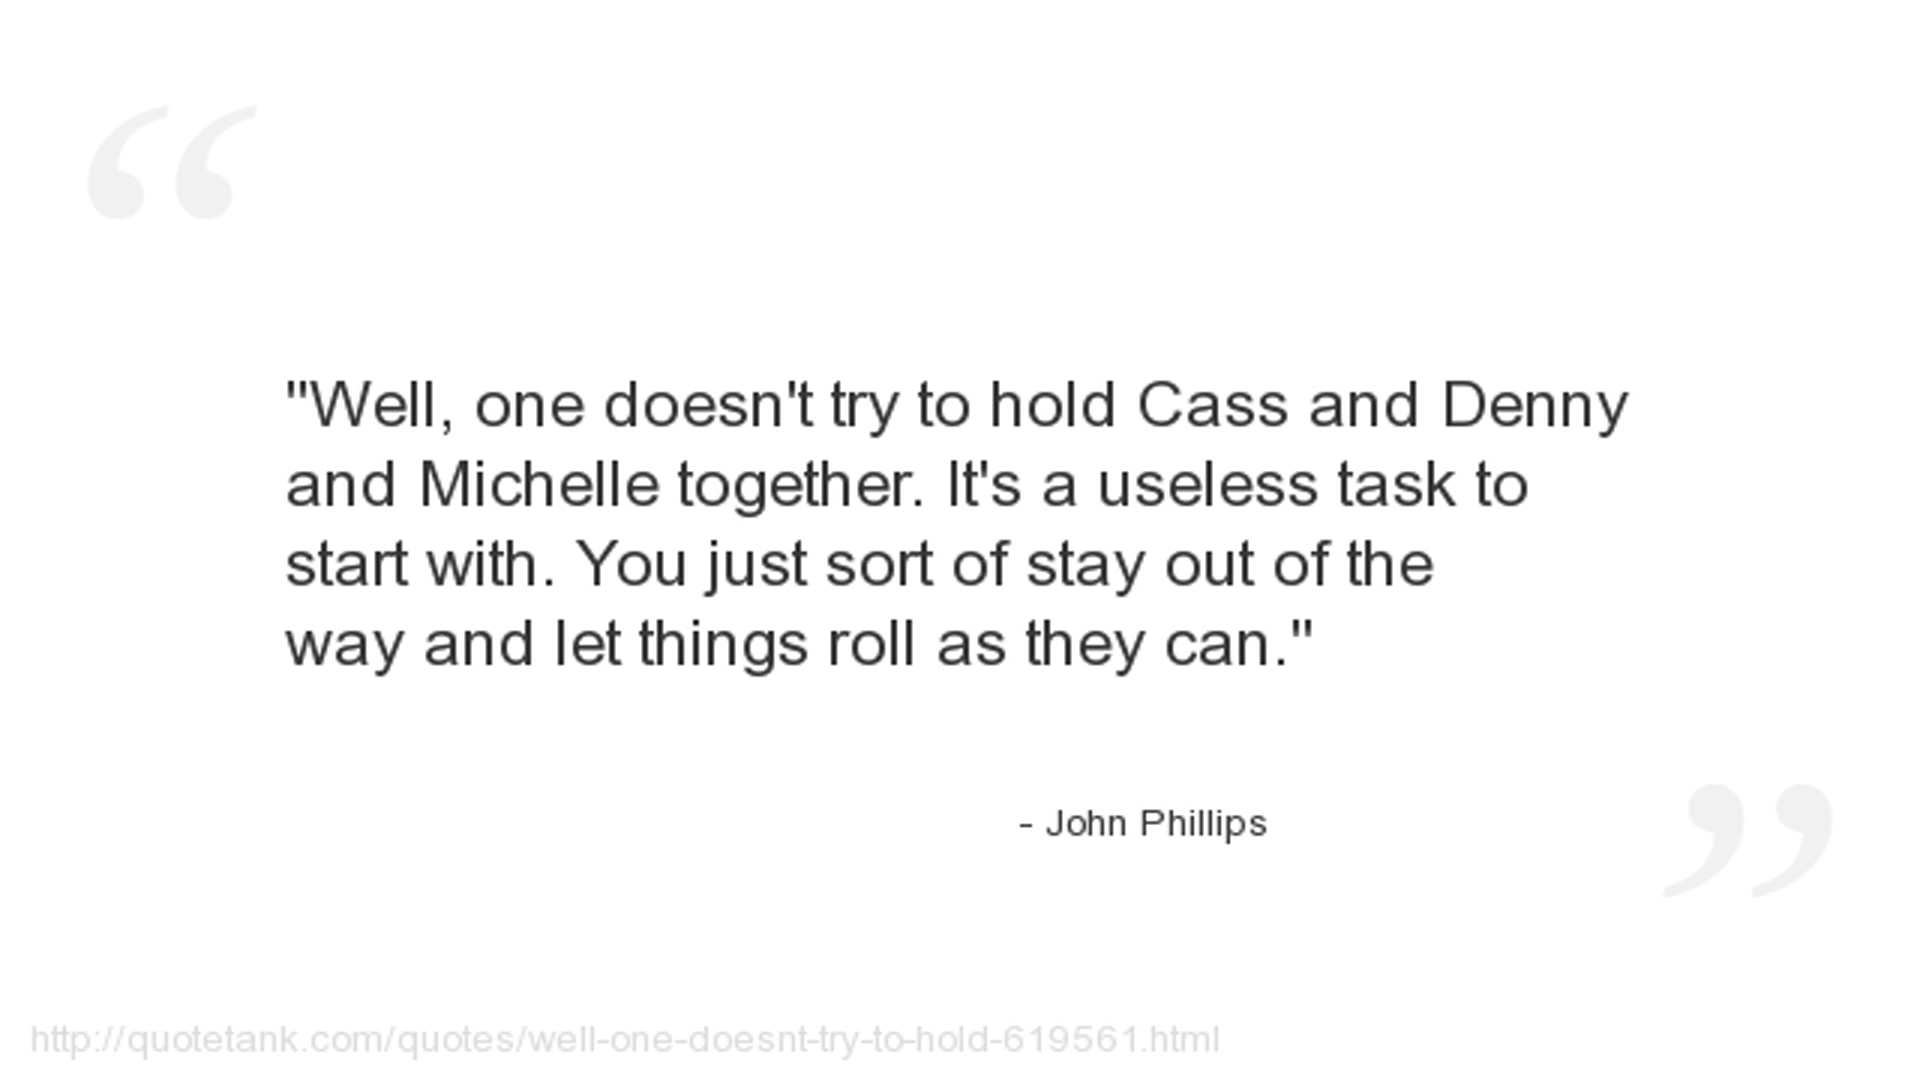 "Well, one doesn't try to hold Cass and Denny
and Michelle together. It's a useless task to
start with. You just sort of stay out of the
way and let things roll as they can."
- John Phillips
http://quotetank.com/quotes/well-one-doesnt-try-to-hold-619561.html